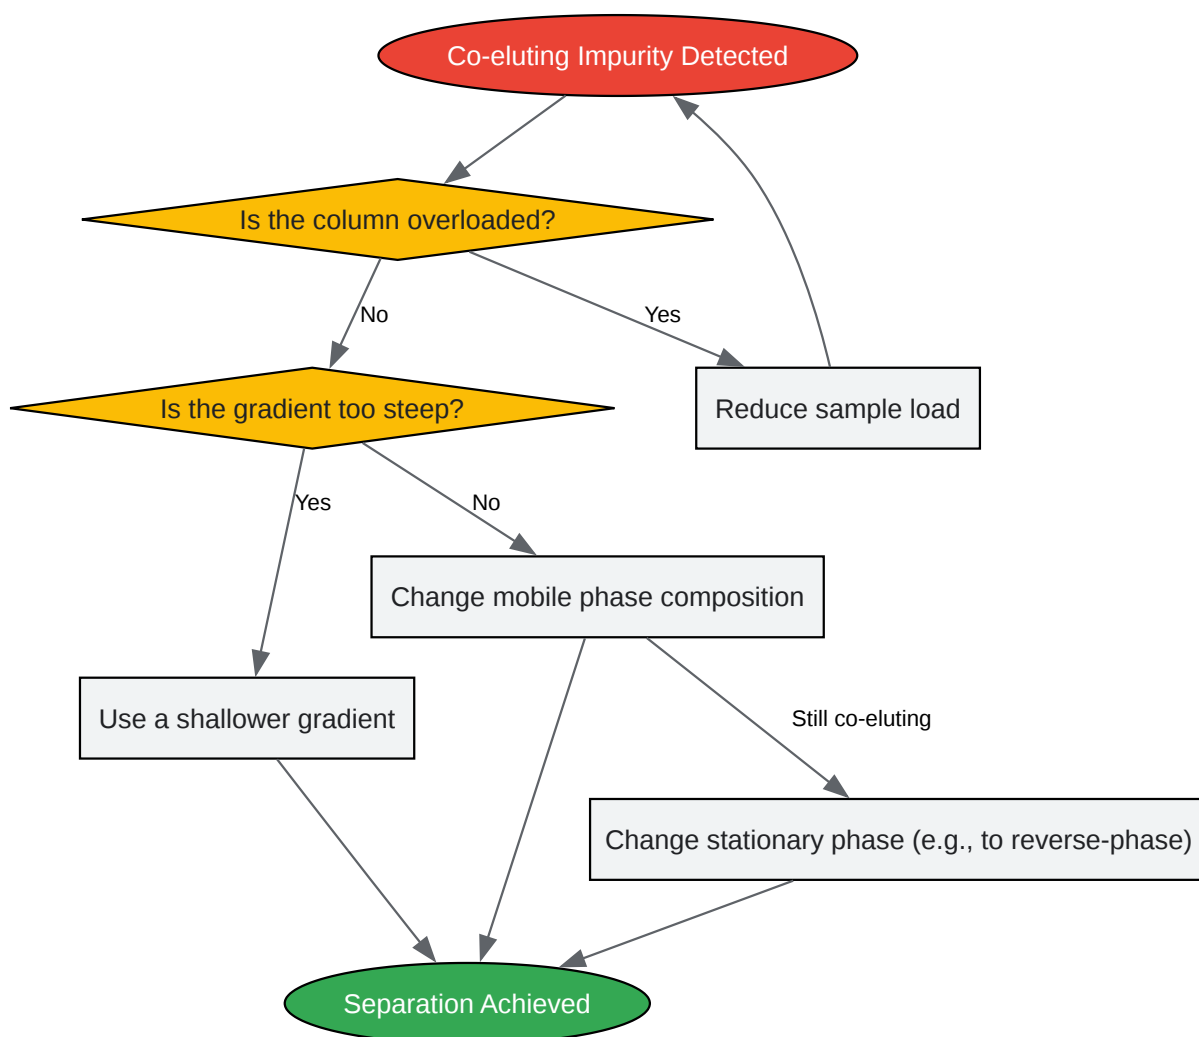 Co-eluting Impurity Detected
Is the column overloaded?
No
Yes
Is the gradient too steep?
Reduce sample load
Yes
No
Change mobile phase composition
Use a shallower gradient
Still co-eluting
Change stationary phase (e.g., to reverse-phase)
Separation Achieved